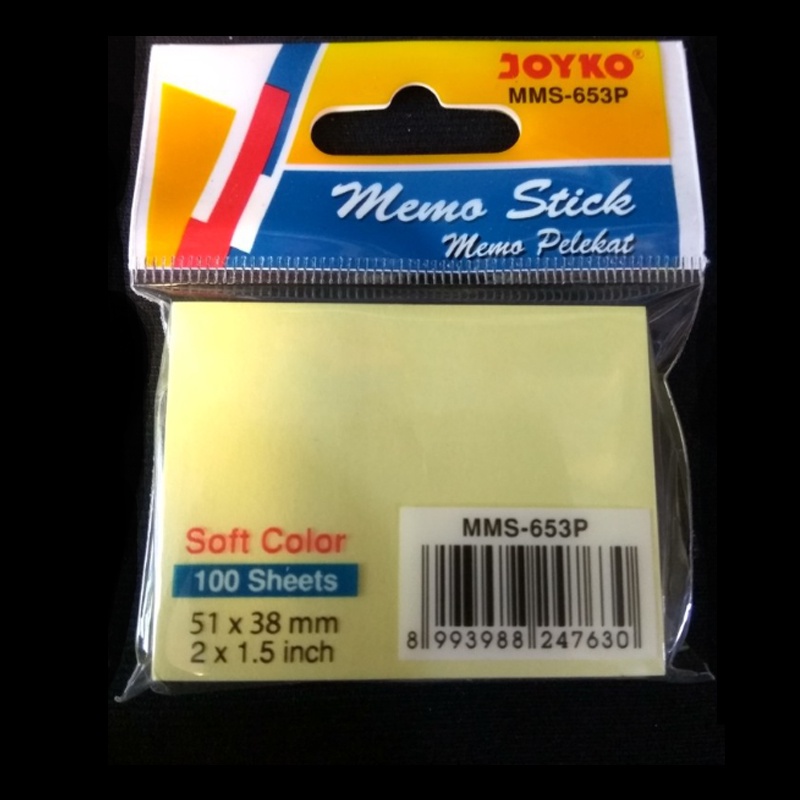 JOYKO®
MMS-653P
Memo Stick
Memo Pelekat
Soft Color
100 Sheets
51 x 38 mm
2 x 1.5 inch
MMS-653P
8 993988 247630